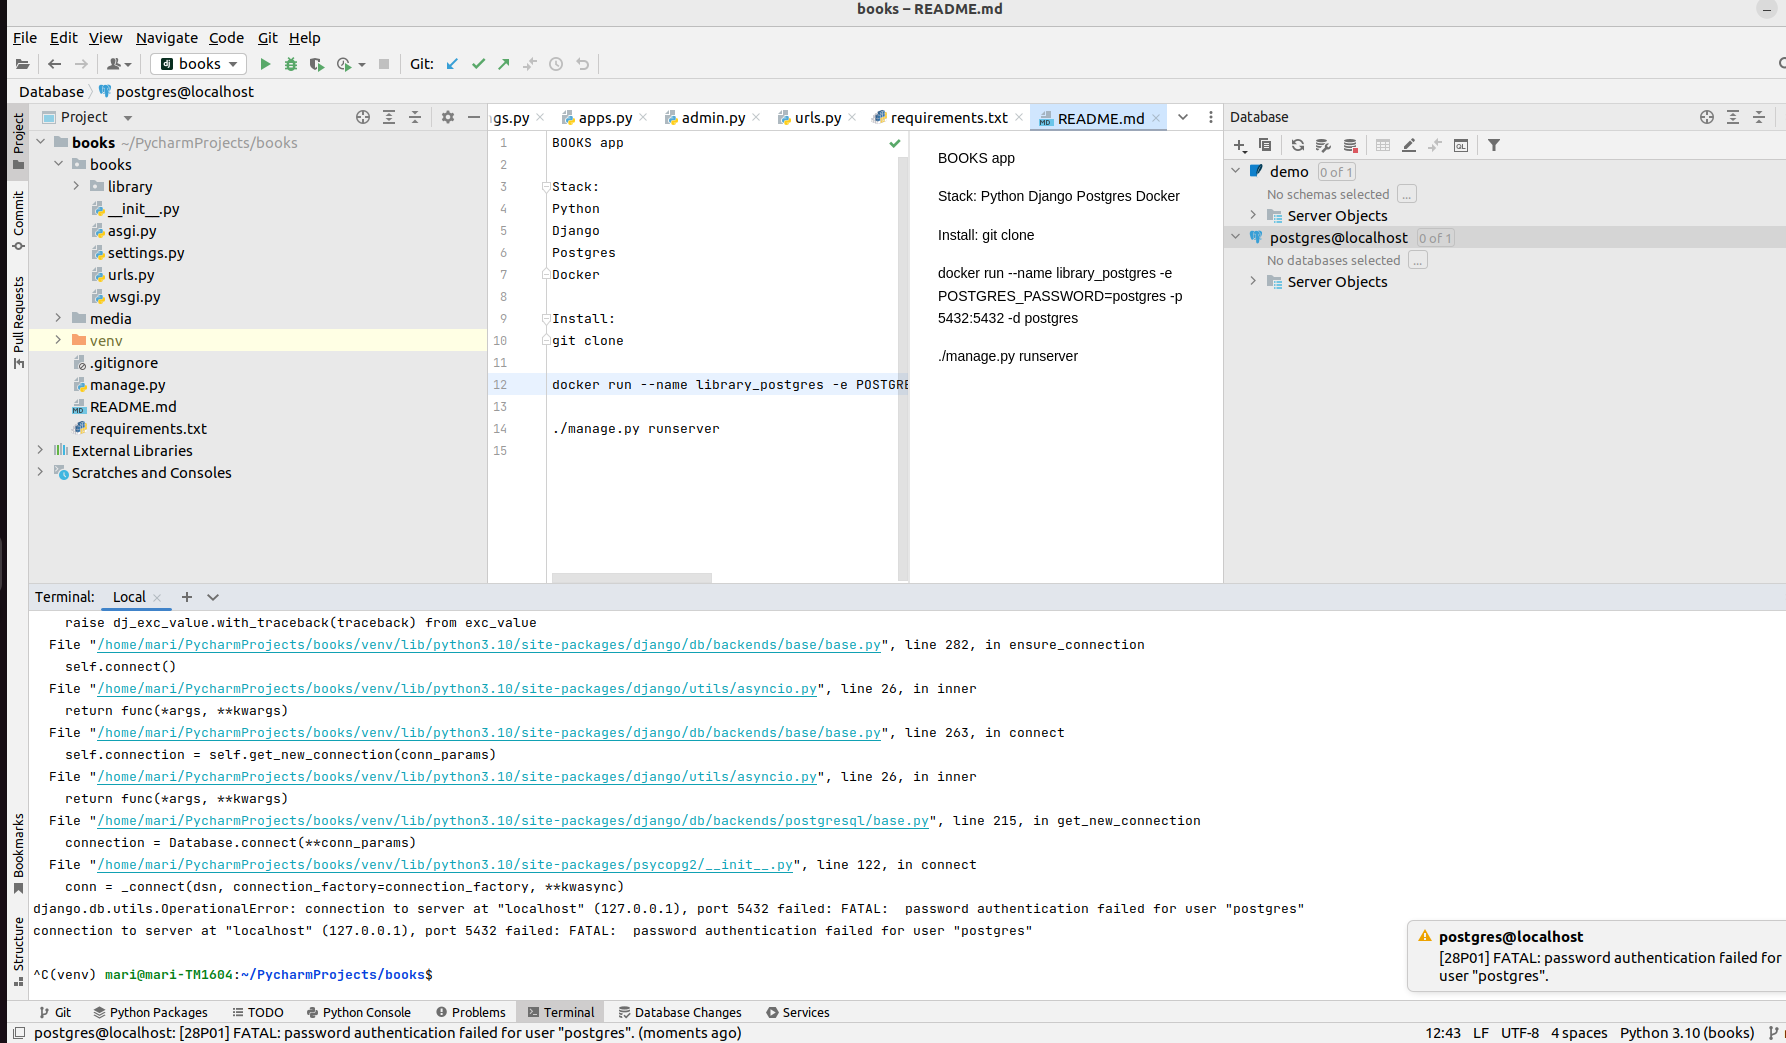 books – README.md
File Edit View Navigate Code Git Help
books Git:
Database postgres@localhost
Project
books ~/PycharmProjects/books
books
library
__init__.py
asgi.py
settings.py
urls.py
wsgi.py
media
venv
.gitignore
manage.py
README.md
requirements.txt
External Libraries
Scratches and Consoles
Project
Commit
Pull Requests
Bookmarks
Structure
gs.py apps.py admin.py urls.py requirements.txt README.md
1 BOOKS app
2
3 Stack:
4 Python
5 Django
6 Postgres
7 Docker
8
9 Install:
10 git clone
11
12 docker run --name library_postgres -e POSTGRE
13
14 ./manage.py runserver
15
BOOKS app
Stack: Python Django Postgres Docker
Install: git clone
docker run --name library_postgres -e
POSTGRES_PASSWORD=postgres -p
5432:5432 -d postgres
./manage.py runserver
Database
demo 0 of 1
No schemas selected ...
Server Objects
postgres@localhost 0 of 1
No databases selected ...
Server Objects
Terminal: Local
raise dj_exc_value.with_traceback(traceback) from exc_value
File "/home/mari/PycharmProjects/books/venv/lib/python3.10/site-packages/django/db/backends/base/base.py", line 282, in ensure_connection
self.connect()
File "/home/mari/PycharmProjects/books/venv/lib/python3.10/site-packages/django/utils/asyncio.py", line 26, in inner
return func(*args, **kwargs)
File "/home/mari/PycharmProjects/books/venv/lib/python3.10/site-packages/django/db/backends/base/base.py", line 263, in connect
self.connection = self.get_new_connection(conn_params)
File "/home/mari/PycharmProjects/books/venv/lib/python3.10/site-packages/django/utils/asyncio.py", line 26, in inner
return func(*args, **kwargs)
File "/home/mari/PycharmProjects/books/venv/lib/python3.10/site-packages/django/db/backends/postgresql/base.py", line 215, in get_new_connection
connection = Database.connect(**conn_params)
File "/home/mari/PycharmProjects/books/venv/lib/python3.10/site-packages/psycopg2/__init__.py", line 122, in connect
conn = _connect(dsn, connection_factory=connection_factory, **kwasync)
django.db.utils.OperationalError: connection to server at "localhost" (127.0.0.1), port 5432 failed: FATAL:  password authentication failed for user "postgres"
connection to server at "localhost" (127.0.0.1), port 5432 failed: FATAL:  password authentication failed for user "postgres"
^C(venv) mari@mari-TM1604:~/PycharmProjects/books$
postgres@localhost
[28P01] FATAL: password authentication failed for
user "postgres".
Git Python Packages TODO Python Console Problems Terminal Database Changes Services
postgres@localhost: [28P01] FATAL: password authentication failed for user "postgres". (moments ago) 12:43 LF UTF-8 4 spaces Python 3.10 (books)